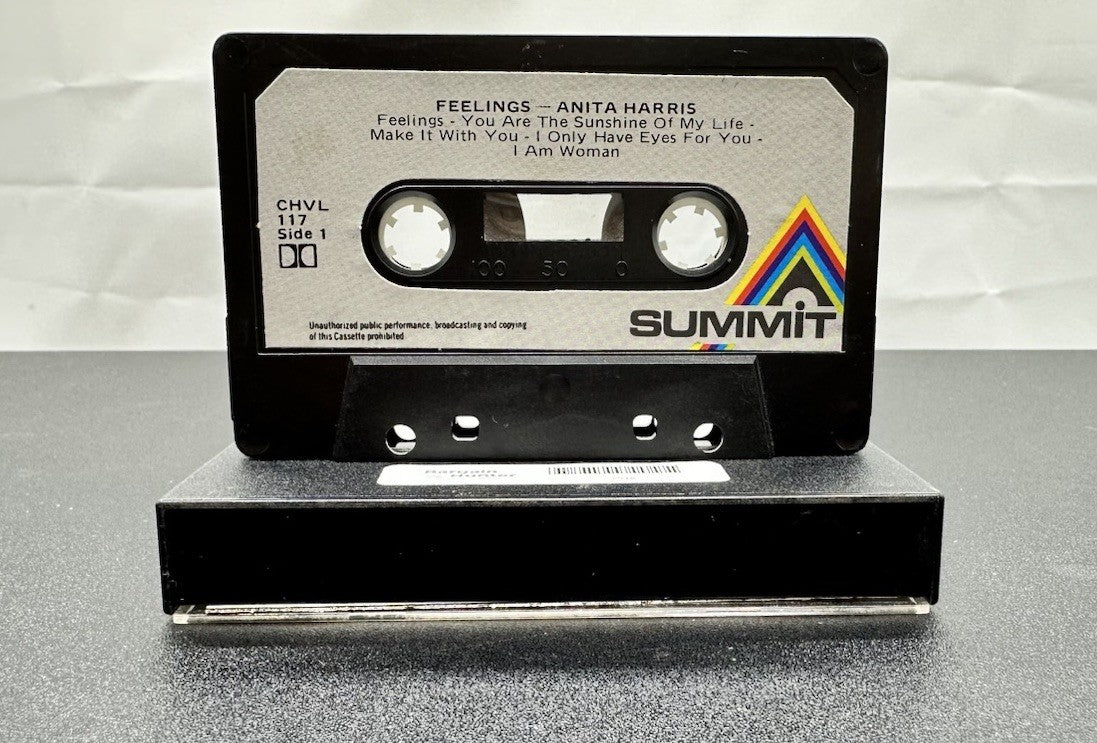 FEELINGS — ANITA HARRIS
Feelings - You Are The Sunshine Of My Life -
Make It With You - I Only Have Eyes For You -
I Am Woman
CHVL
117
Side 1
100 50 0
Unauthorized public performance, broadcasting and copying
of this Cassette prohibited
SUMMiT
Bargain
Hunter